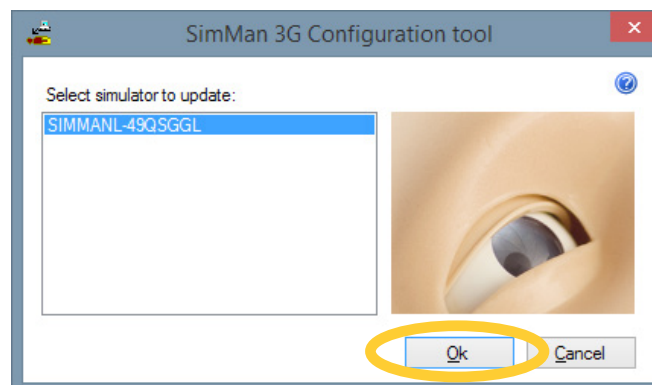 SimMan 3G Configuration tool
Select simulator to update:
SIMMANL-49QSGGL
Ok
Cancel